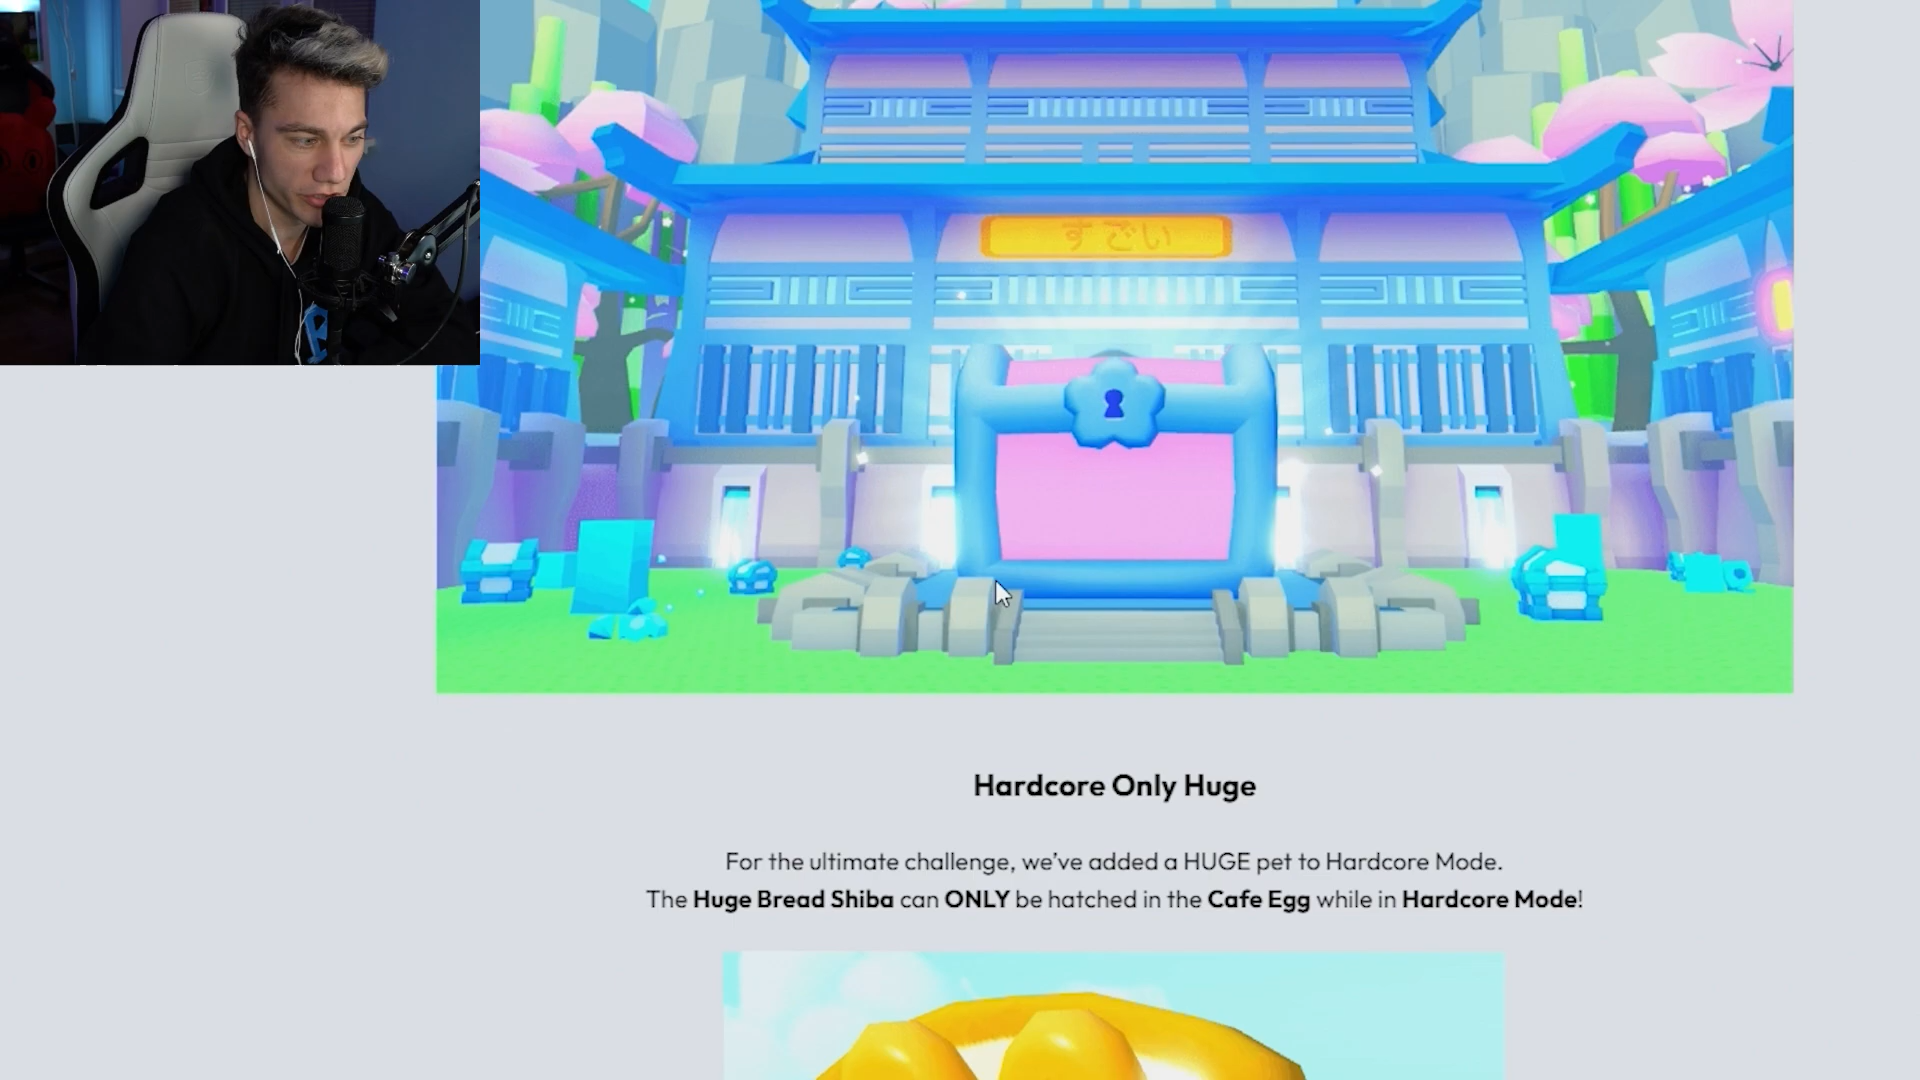 すごい
Hardcore Only Huge
For the ultimate challenge, we’ve added a HUGE pet to Hardcore Mode.
The Huge Bread Shiba can ONLY be hatched in the Cafe Egg while in Hardcore Mode!